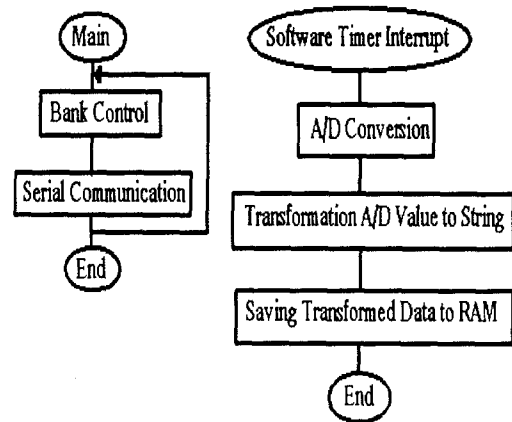 Main
Bank Control
Serial Communication
End
Software Timer Interrupt
A/D Conversion
Transformation A/D Value to String
Saving Transformed Data to RAM
End